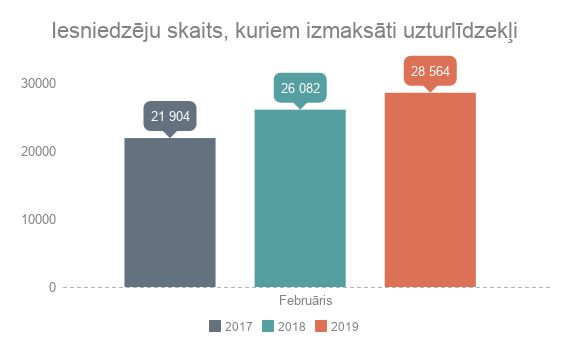 Iesniedzēju skaits, kuriem izmaksāti uzturlīdzekļi
28 564
26 082
21 904
30000
20000
10000
0
Februāris
2017 2018 2019